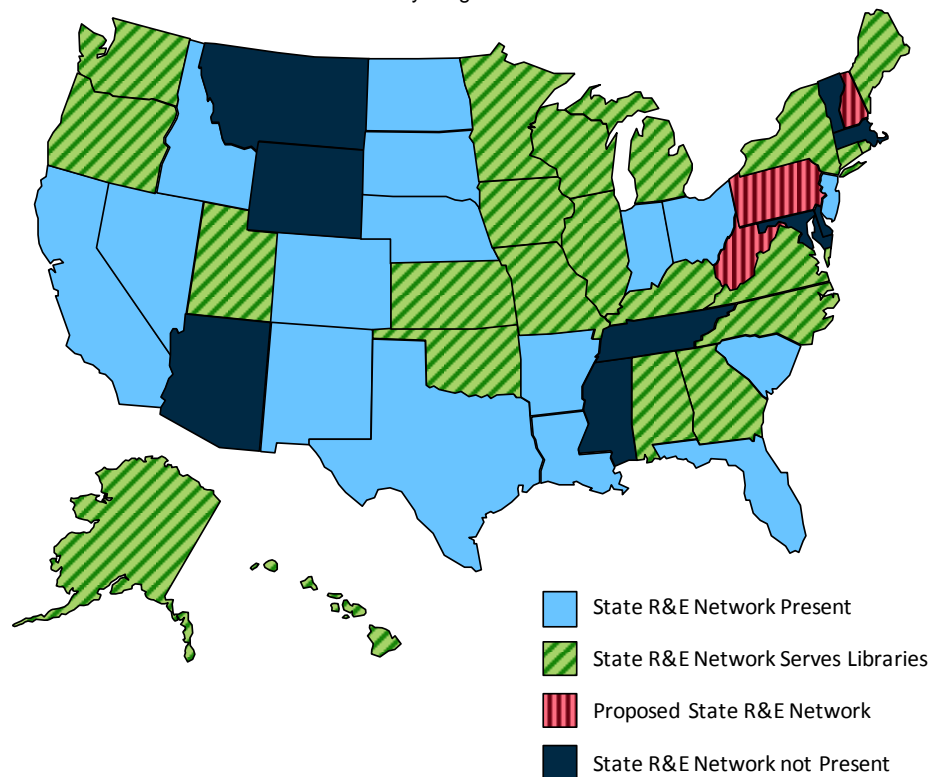 State R&E Network Present
State R&E Network Serves Libraries
Proposed State R&E Network
State R&E Network not Present